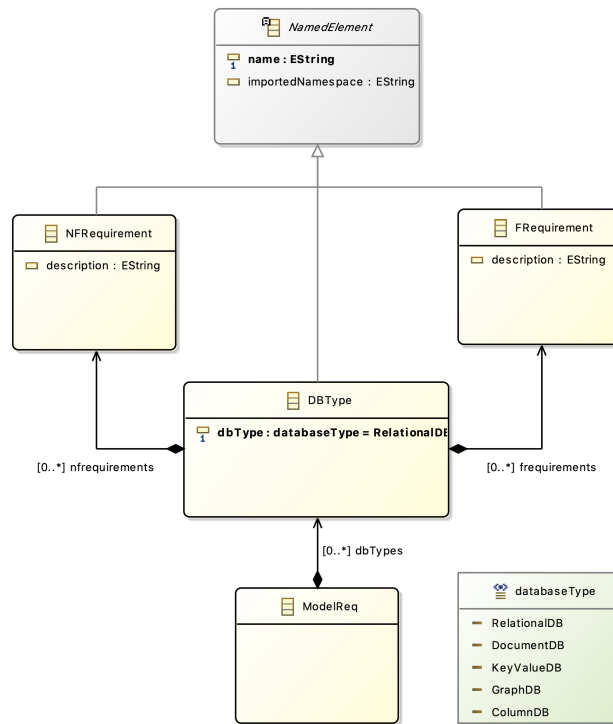 NamedElement
name : EString
importedNamespace : EString
NFRequirement
description : EString
FRequirement
description : EString
DBType
dbType : databaseType = RelationalDB
[0..*] nfrequirements
[0..*] frequirements
[0..*] dbTypes
ModelReq
databaseType
RelationalDB
DocumentDB
KeyValueDB
GraphDB
ColumnDB